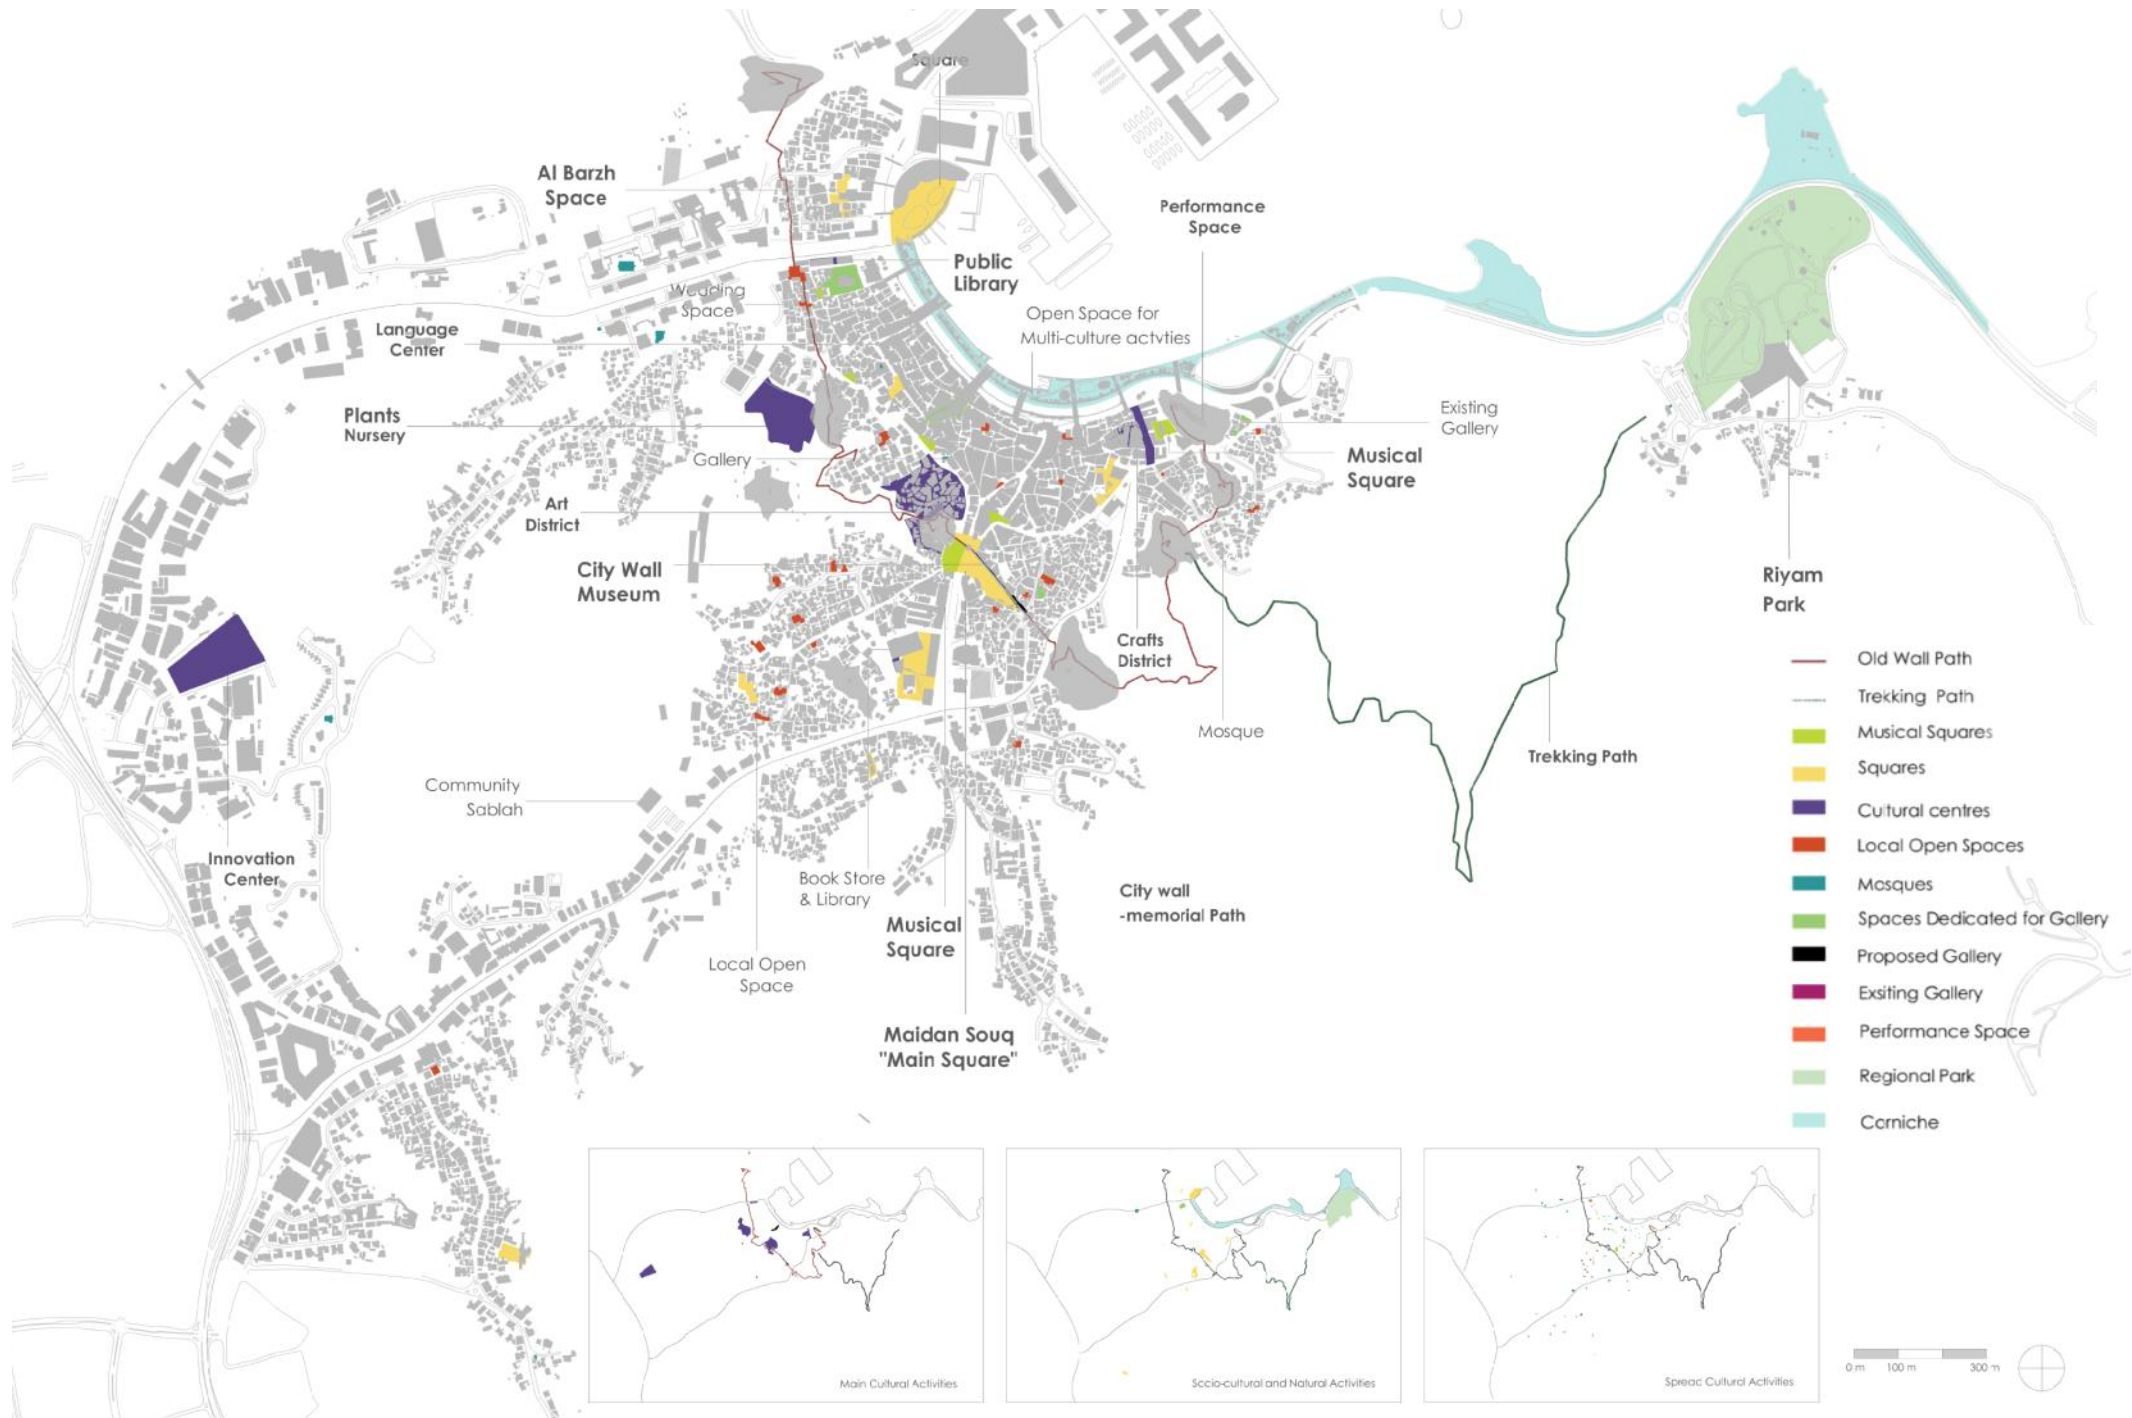 Square
Al Barzh
Space
Performance
Space
Public
Library
Wedding
Space
Open Space for
Multi-culture actvties
Language
Center
Plants
Nursery
Existing
Gallery
Musical
Square
Gallery
Art
District
City Wall
Museum
Riyam
Park
Crafts
District
Mosque
Trekking Path
Community
Sablah
Innovation
Center
Book Store
& Library
City wall
-memorial Path
Musical
Square
Local Open
Space
Maidan Souq
"Main Square"
Old Wall Path
Trekking Path
Musical Squares
Squares
Cultural centres
Local Open Spaces
Mosques
Spaces Dedicated for Gallery
Proposed Gallery
Exsiting Gallery
Performance Space
Regional Park
Corniche
Main Cultural Activities
Socio-cultural and Natural Activities
Spread Cultural Activities
0 m 100 m 300 m